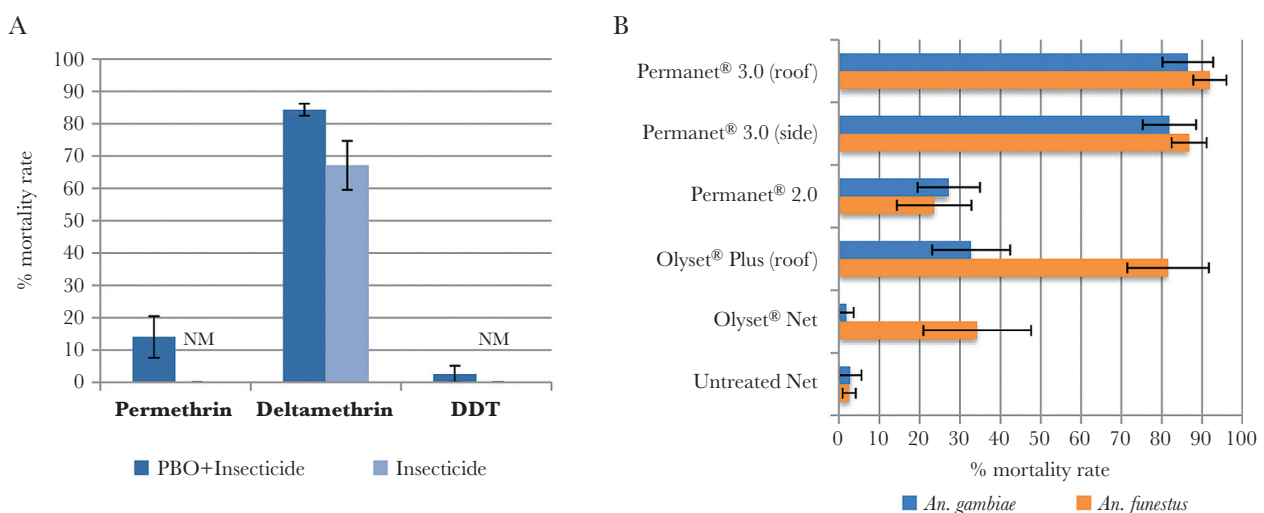 A
100
90
80
70
60
50
40
30
20
10
0
% mortality rate
NM
NM
Permethrin
Deltamethrin
DDT
PBO+Insecticide
Insecticide
B
Permanet® 3.0 (roof)
Permanet® 3.0 (side)
Permanet® 2.0
Olyset® Plus (roof)
Olyset® Net
Untreated Net
0 10 20 30 40 50 60 70 80 90 100
% mortality rate
An. gambiae
An. funestus